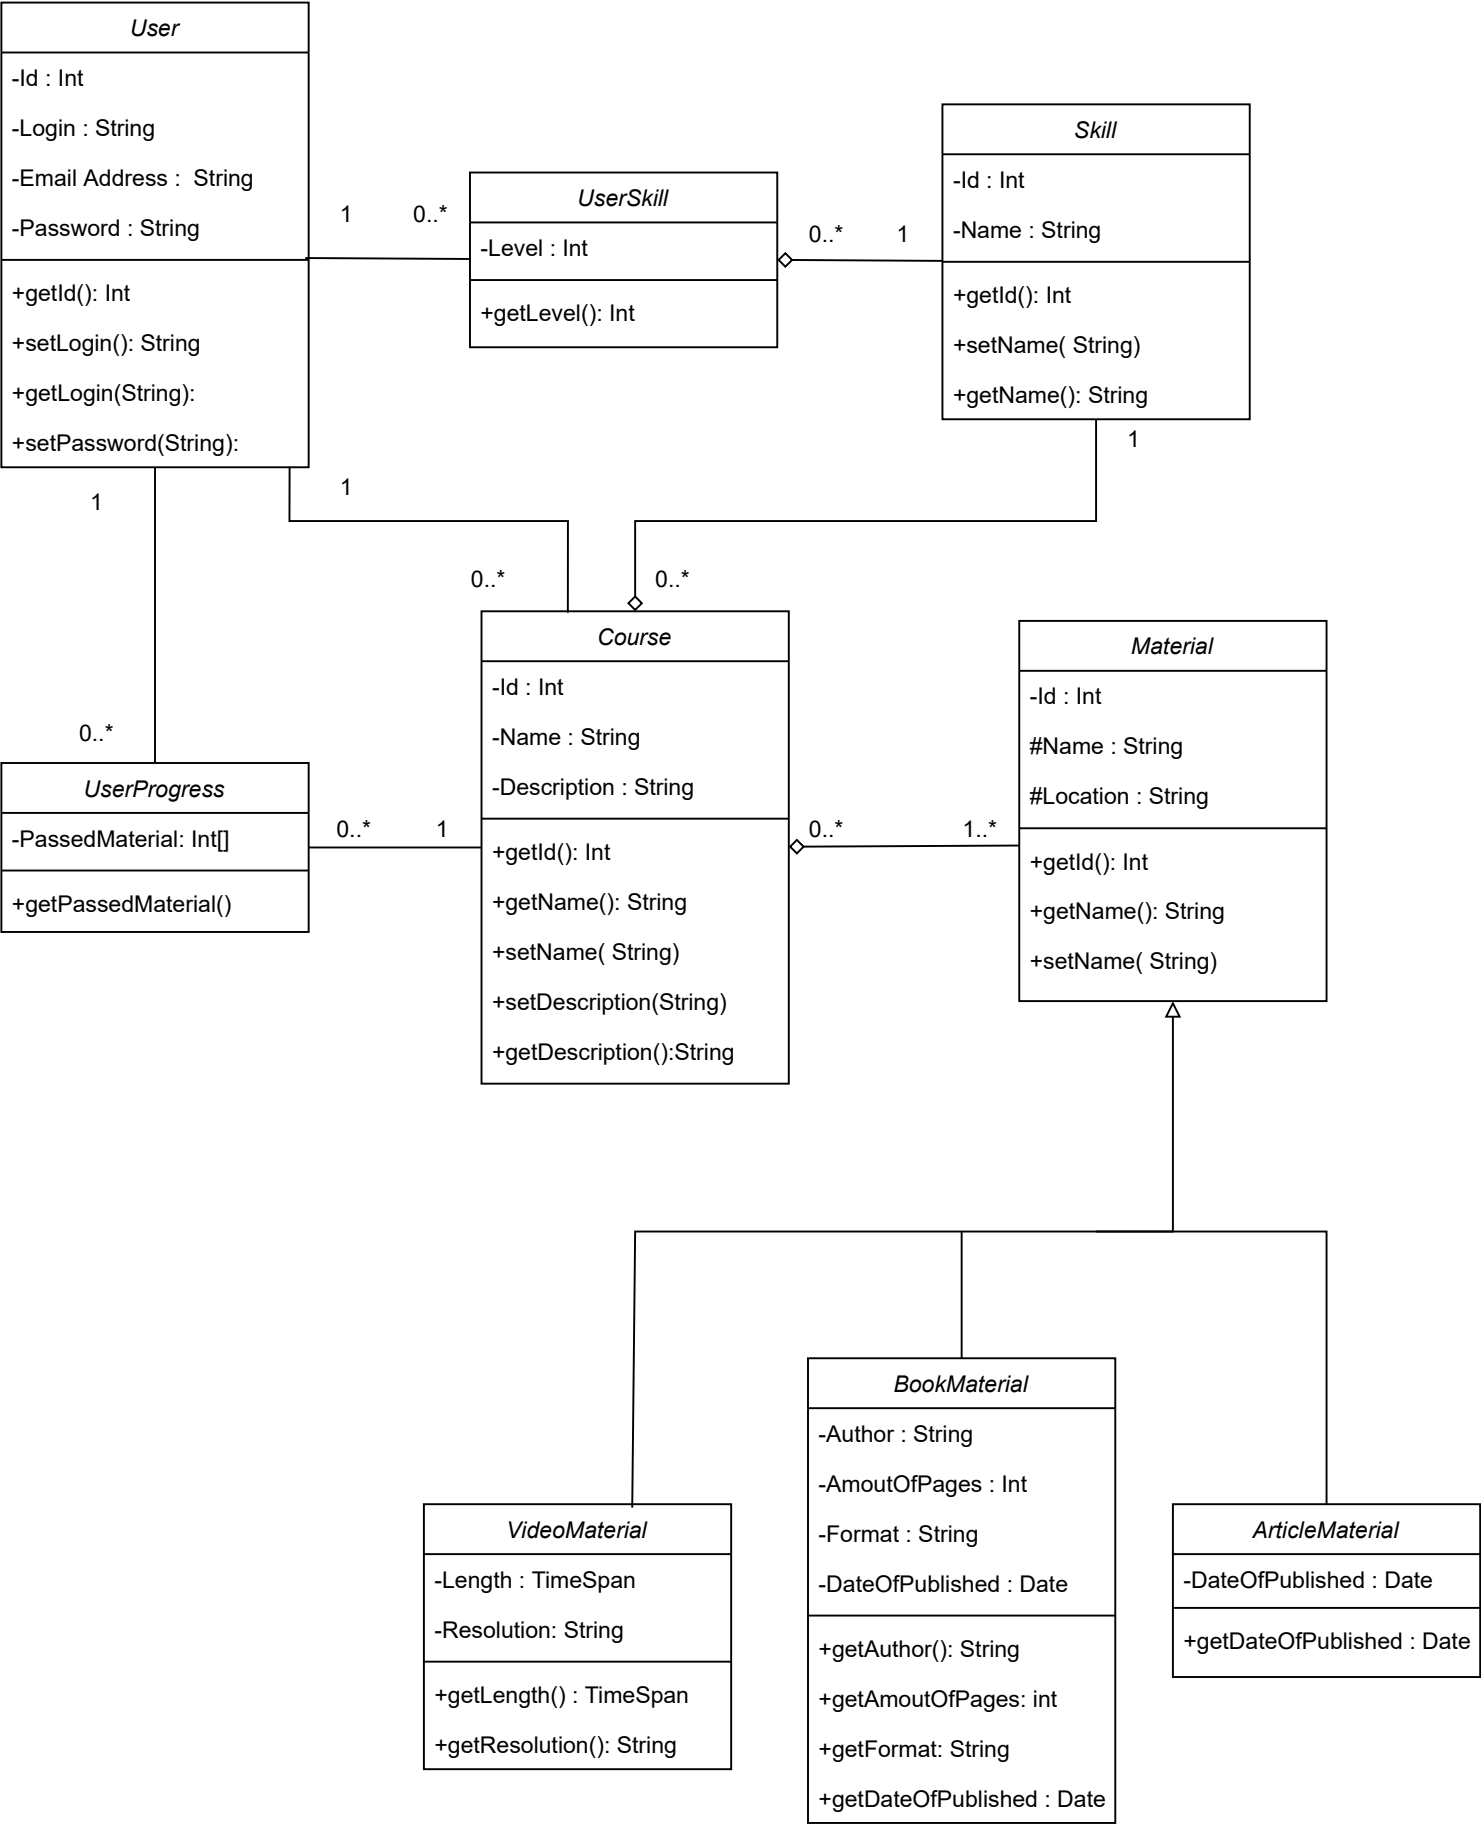 User
-Id : Int
-Login : String
-Email Address :  String
-Password : String
+getId(): Int
+setLogin(): String
+getLogin(String):
+setPassword(String):
1
0..*
UserSkill
-Level : Int
+getLevel(): Int
0..*
1
Skill
-Id : Int
-Name : String
+getId(): Int
+setName( String)
+getName(): String
1
1
1
0..*
0..*
0..*
UserProgress
-PassedMaterial: Int[]
+getPassedMaterial()
0..*
1
Course
-Id : Int
-Name : String
-Description : String
+getId(): Int
+getName(): String
+setName( String)
+setDescription(String)
+getDescription():String
0..*
1..*
Material
-Id : Int
#Name : String
#Location : String
+getId(): Int
+getName(): String
+setName( String)
VideoMaterial
-Length : TimeSpan
-Resolution: String
+getLength() : TimeSpan
+getResolution(): String
BookMaterial
-Author : String
-AmoutOfPages : Int
-Format : String
-DateOfPublished : Date
+getAuthor(): String
+getAmoutOfPages: int
+getFormat: String
+getDateOfPublished : Date
ArticleMaterial
-DateOfPublished : Date
+getDateOfPublished : Date